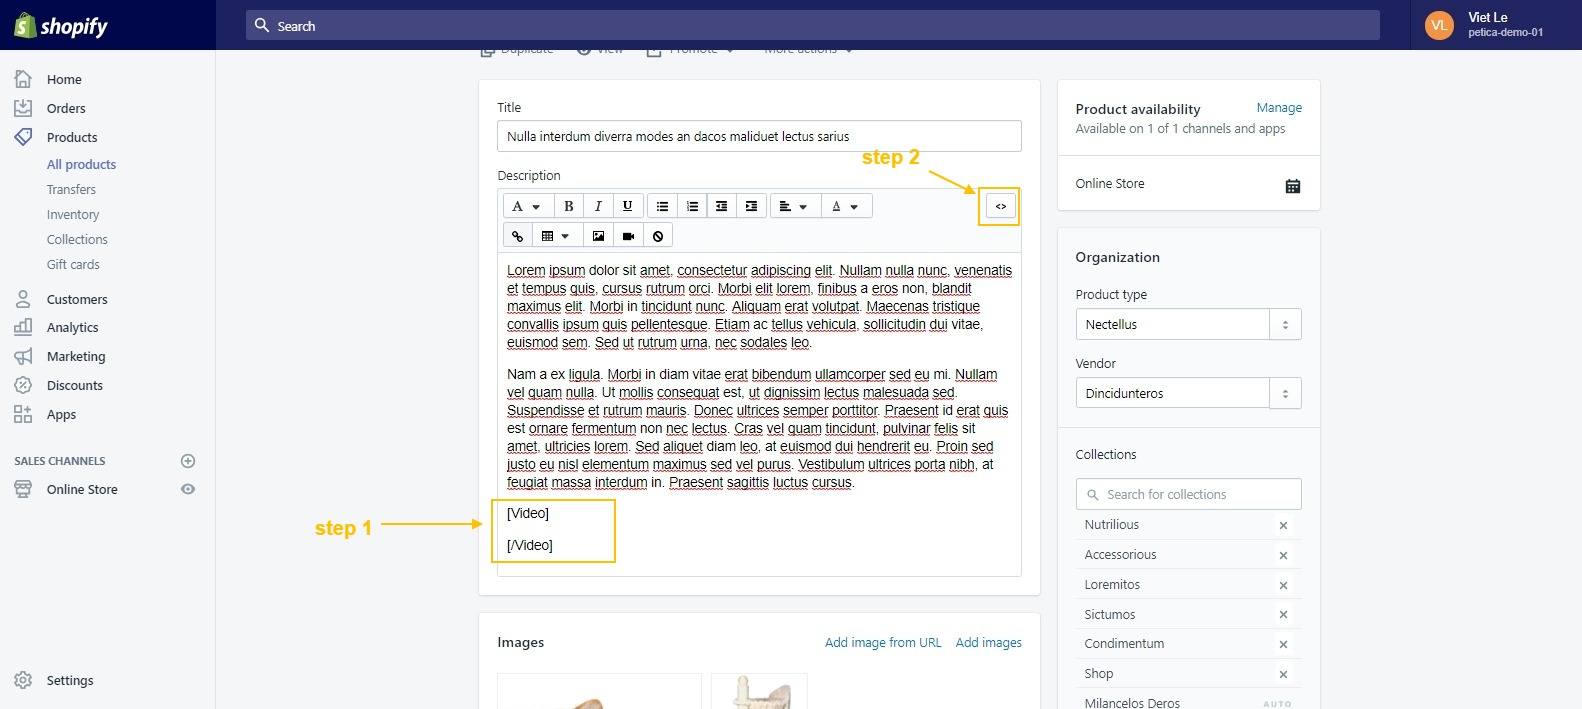 shopify
Search
VL
Viet Le
petica-demo-01
Duplicate
View
Promote
More actions
Home
Orders
Products
All products
Transfers
Inventory
Collections
Gift cards
Customers
Analytics
Marketing
Discounts
Apps
SALES CHANNELS
Online Store
Settings
Title
Nulla interdum diverra modes an dacos maliduet lectus sarius
step 2
Description
A
B
I
U
A
<>
Lorem ipsum dolor sit amet, consectetur adipiscing elit. Nullam nulla nunc, venenatis
et tempus quis, cursus rutrum orci. Morbi elit lorem, finibus a eros non, blandit
maximus elit. Morbi in tincidunt nunc. Aliquam erat volutpat. Maecenas tristique
convallis ipsum quis pellentesque. Etiam ac tellus vehicula, sollicitudin dui vitae,
euismod sem. Sed ut rutrum urna, nec sodales leo.
Nam a ex ligula. Morbi in diam vitae erat bibendum ullamcorper sed eu mi. Nullam
vel quam nulla. Ut mollis consequat est, ut dignissim lectus malesuada sed.
Suspendisse et rutrum mauris. Donec ultrices semper porttitor. Praesent id erat quis
est ornare fermentum non nec lectus. Cras vel quam tincidunt, pulvinar felis sit
amet, ultricies lorem. Sed aliquet diam leo, at euismod dui hendrerit eu. Proin sed
justo eu nisl elementum maximus sed vel purus. Vestibulum ultrices porta nibh, at
feugiat massa interdum in. Praesent sagittis luctus cursus.
step 1
[Video]
[/Video]
Images
Add image from URL
Add images
Product availability
Manage
Available on 1 of 1 channels and apps
Online Store
Organization
Product type
Nectellus
Vendor
Dincidunteros
Collections
Search for collections
Nutrilious
Accessorious
Loremitos
Sictumos
Condimentum
Shop
Milancelos Deros
AUTO